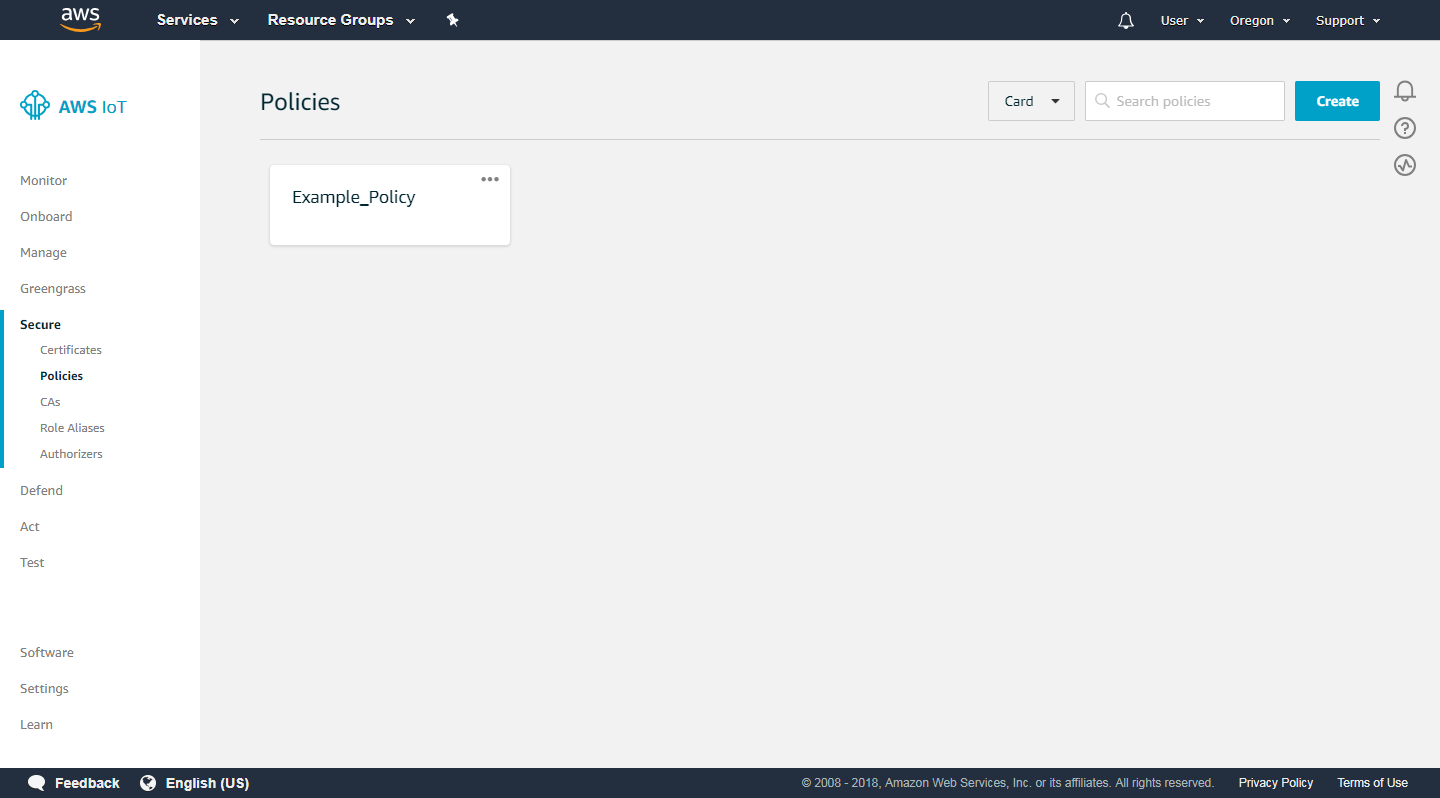 aws Services Resource Groups User Oregon Support
AWS IoT
Monitor
Onboard
Manage
Greengrass
Secure
Certificates
Policies
CAs
Role Aliases
Authorizers
Defend
Act
Test
Software
Settings
Learn
Policies Card Search policies Create
Example_Policy
Feedback English (US) © 2008 - 2018, Amazon Web Services, Inc. or its affiliates. All rights reserved. Privacy Policy Terms of Use